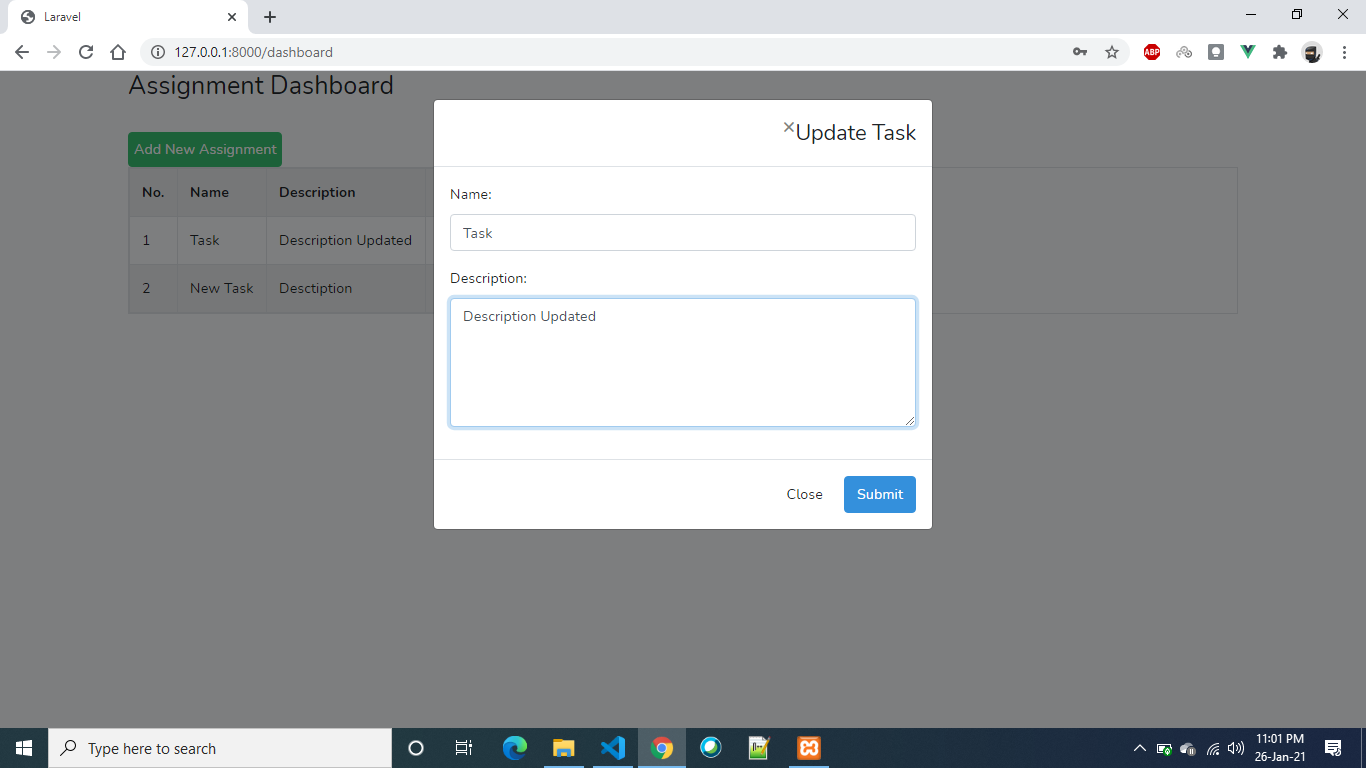 Laravel
127.0.0.1:8000/dashboard
ABP
Assignment Dashboard
Add New Assignment
No. Name Description
1 Task Description Updated
2 New Task Desctiption
×Update Task
Name:
Task
Description:
Description Updated
Close Submit
Type here to search
11:01 PM
26-Jan-21